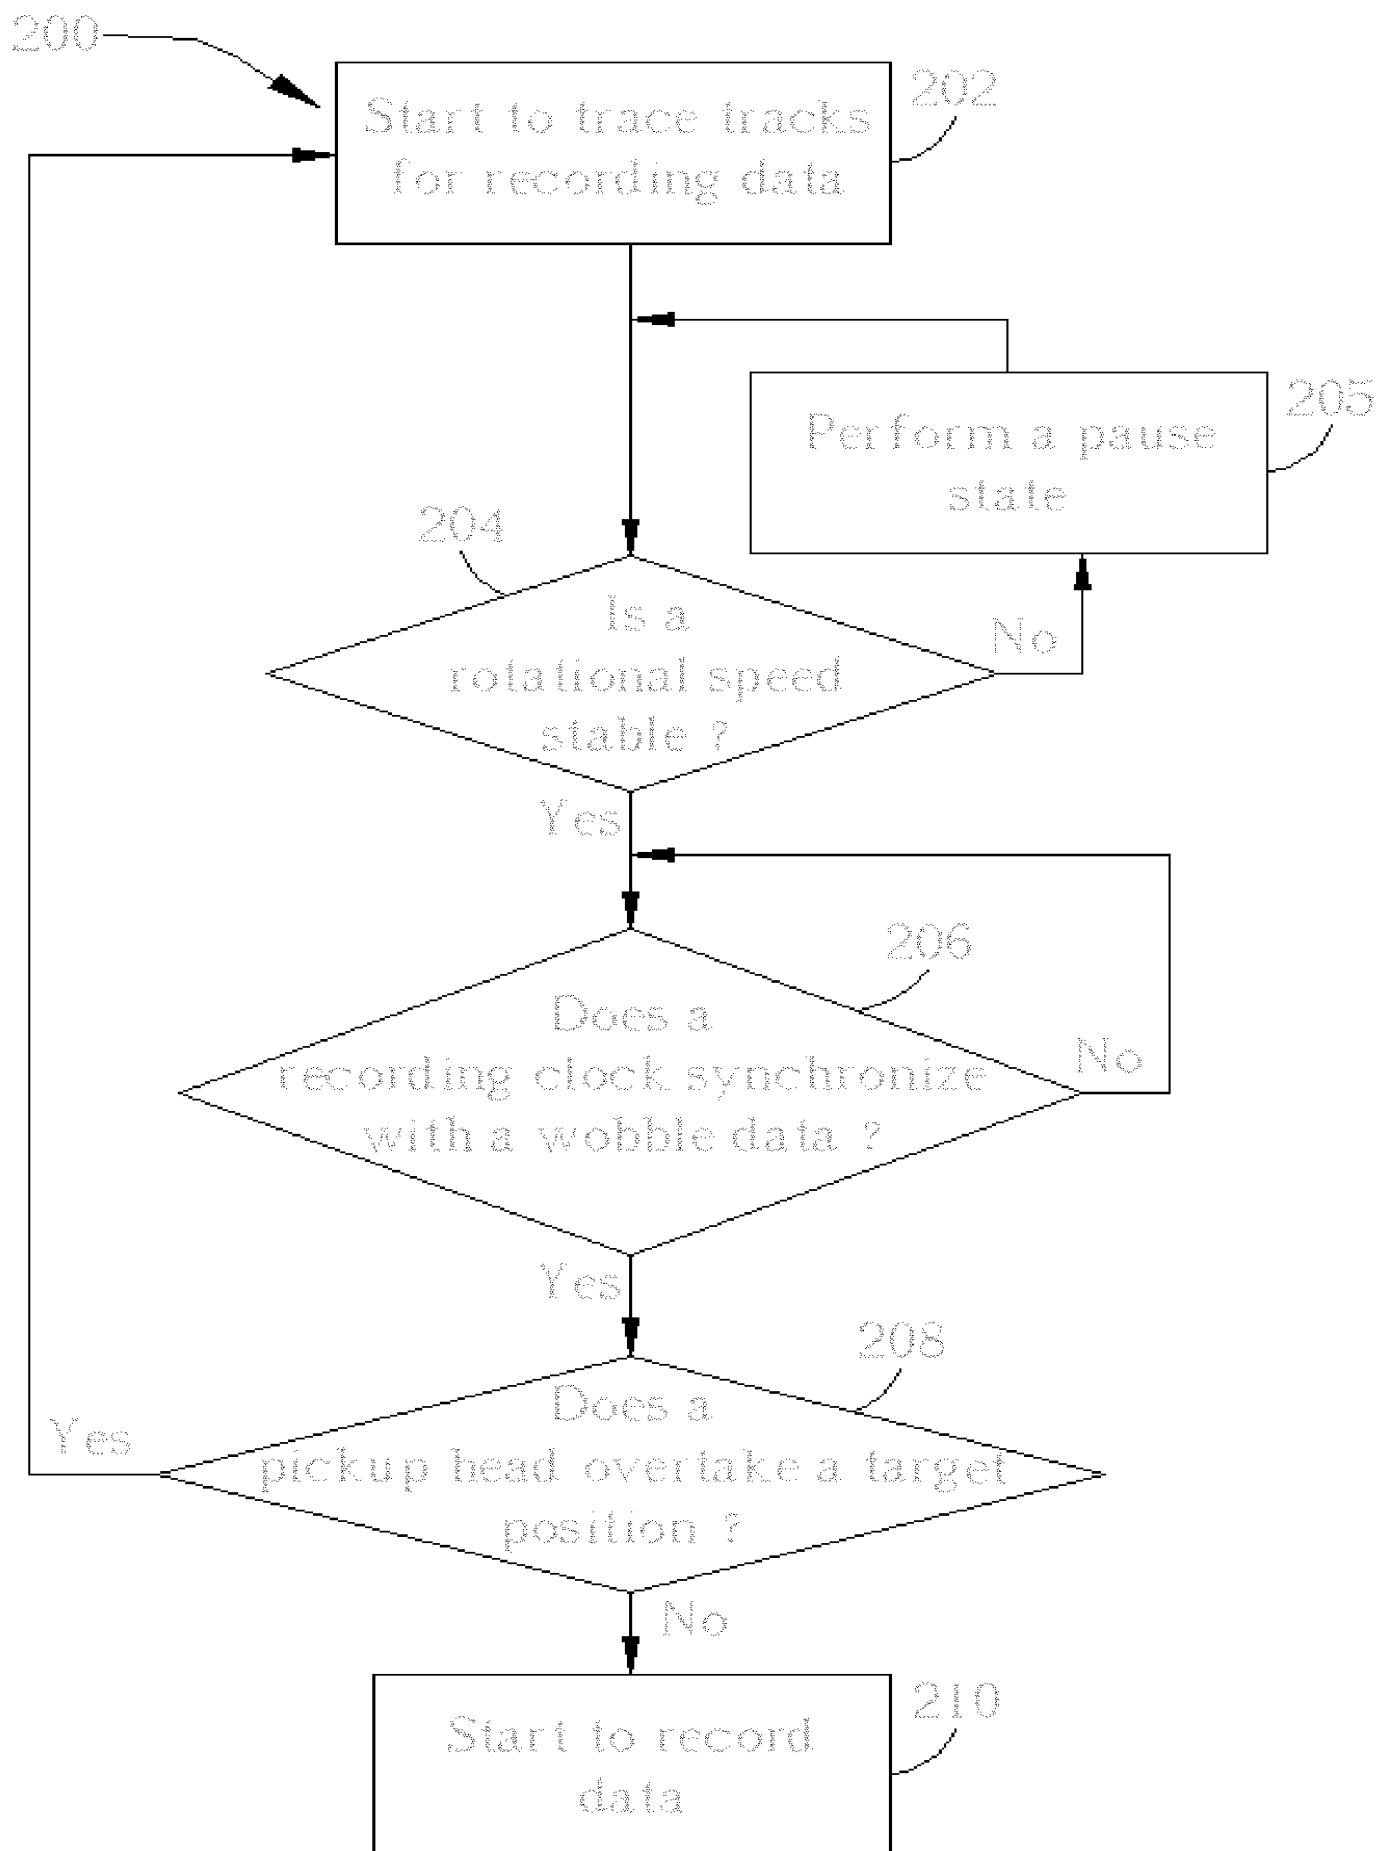 200
202
Start to trace tracks
for recording data
205
Perform a pause
state
204
Is a
rotational speed
stable ?
No
Yes
206
Does a
recording clock synchronize
with a wobble data ?
No
Yes
208
Does a
pickup head overtake a target
position ?
Yes
No
210
Start to record
data